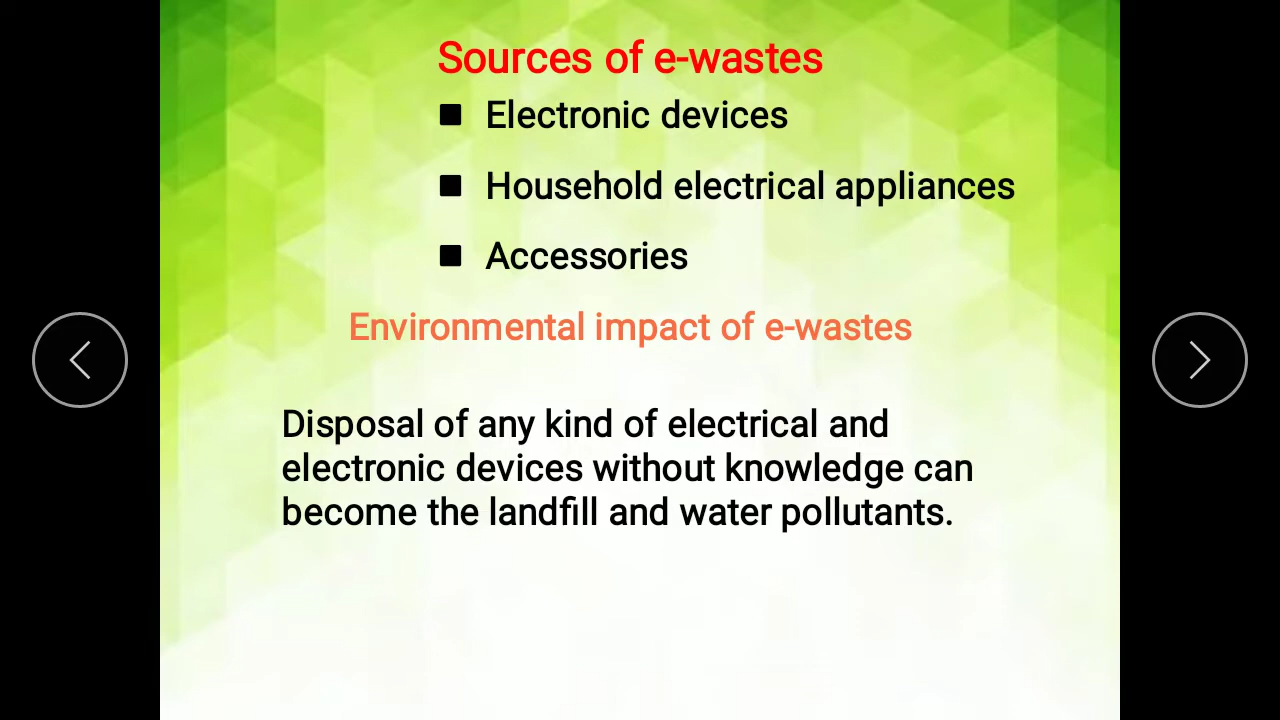 Sources of e-wastes
■ Electronic devices
■ Household electrical appliances
■ Accessories
Environmental impact of e-wastes
Disposal of any kind of electrical and
electronic devices without knowledge can
become the landfill and water pollutants.